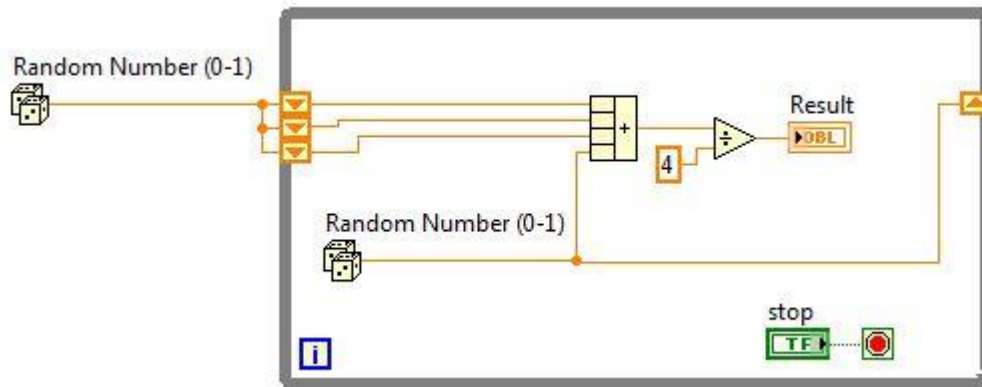 Random Number (0-1)
+
÷
4
Result
DBL
Random Number (0-1)
stop
TF
i